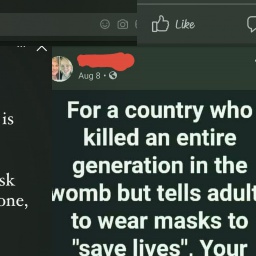 Like
is
sk
one,
Aug 8
For a country who
killed an entire
generation in the
womb but tells adult
to wear masks to
"save lives". Your